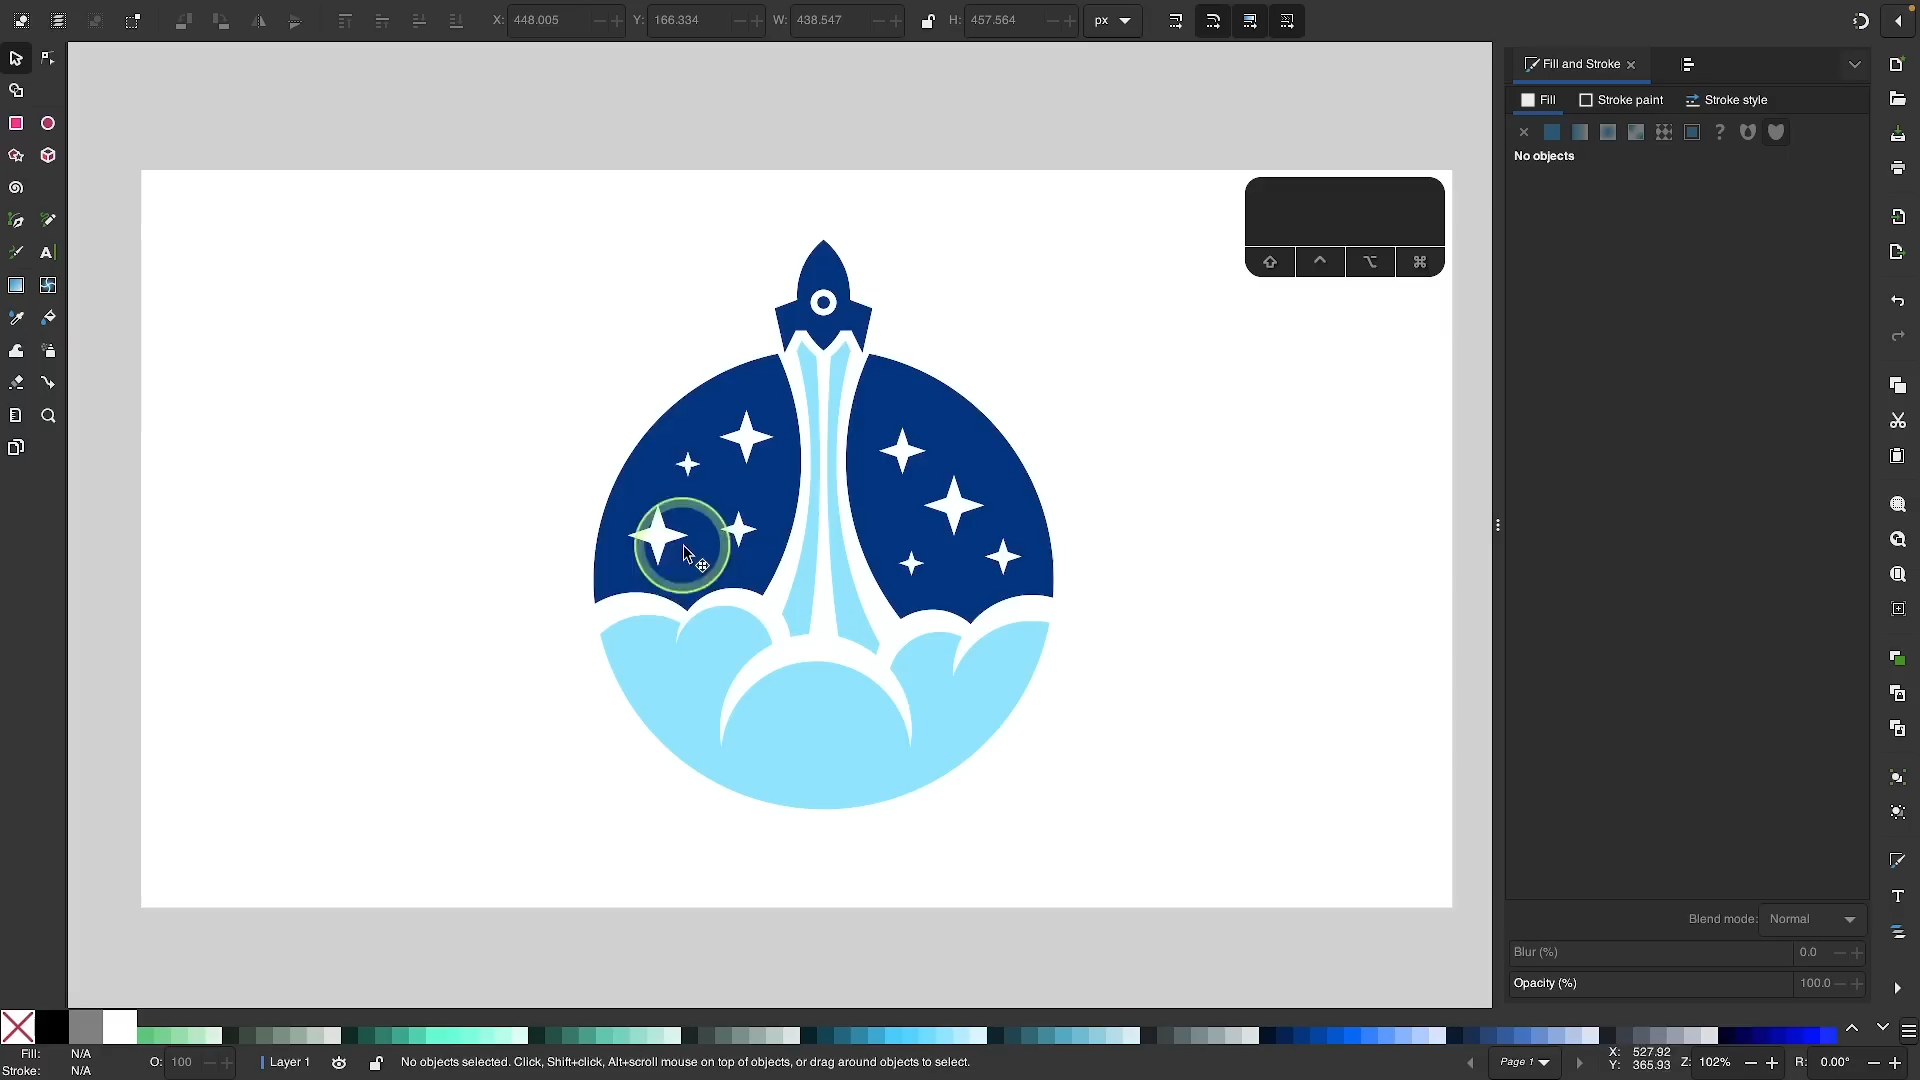 X: 448.005 Y: 166.334 W: 438.547 H: 457.564 px
Fill and Stroke
Fill Stroke paint Stroke style
?
No objects
A
Blend mode: Normal
Blur (%) 0.0
Opacity (%) 100.0
Fill: N/A
Stroke: N/A
O: 100
Layer 1
No objects selected. Click, Shift+click, Alt+scroll mouse on top of objects, or drag around objects to select.
Page 1
X: 527.92
Y: 365.93
Z: 102%
R: 0.00°